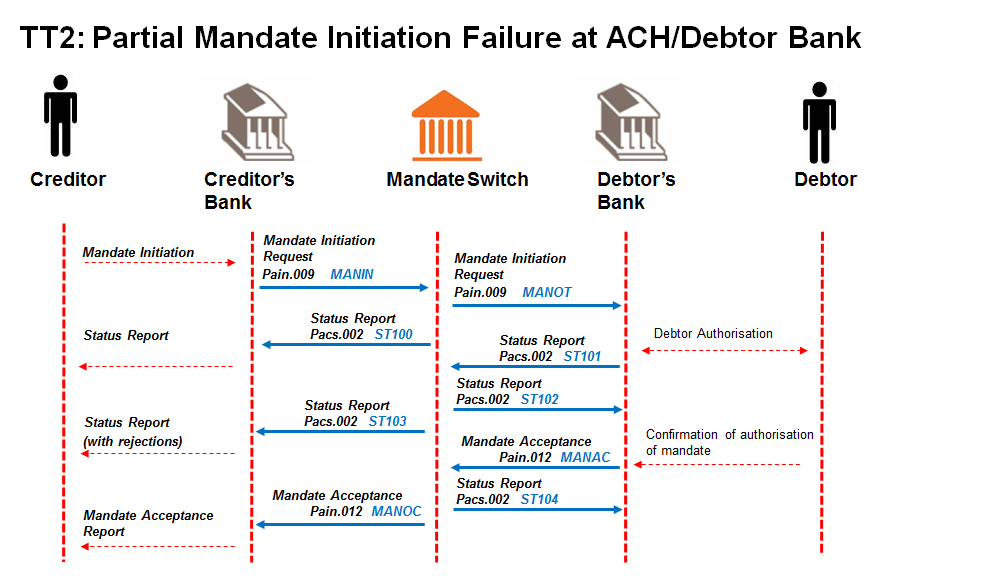 TT2: Partial Mandate Initiation Failure at ACH/Debtor Bank
Creditor
Creditor's
Bank
Mandate Switch
Debtor's
Bank
Debtor
Mandate Initiation
Mandate Initiation
Request
Pain.009 MANIN
Mandate Initiation
Request
Pain.009 MANOT
Status Report
Pacs.002 ST100
Status Report
Debtor Authorisation
Status Report
Pacs.002 ST101
Status Report
Pacs.002 ST102
Status Report
Pacs.002 ST103
Status Report
(with rejections)
Confirmation of authorisation
of mandate
Mandate Acceptance
Pain.012 MANAC
Status Report
Pacs.002 ST104
Mandate Acceptance
Pain.012 MANOC
Mandate Acceptance
Report